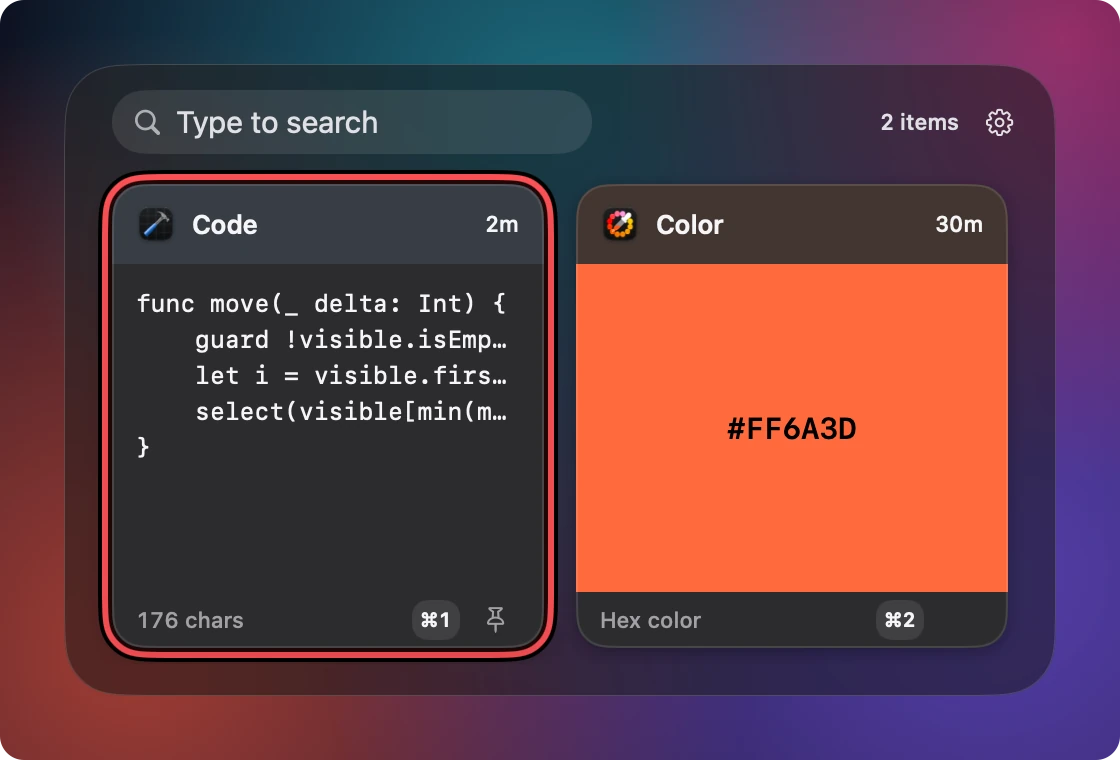 Type to search
2 items
Code
2m
func move(_ delta: Int) {
    guard !visible.isEmp…
    let i = visible.firs…
    select(visible[min(m…
}
176 chars
⌘1
Color
30m
#FF6A3D
Hex color
⌘2